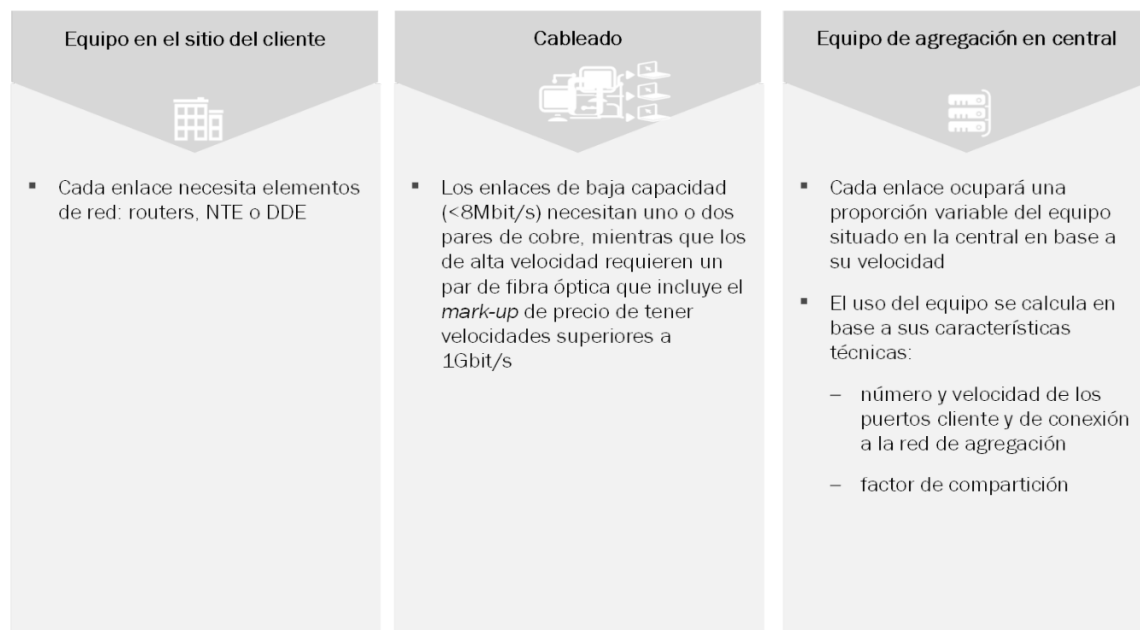 Equipo en el sitio del cliente
▪ Cada enlace necesita elementos
de red: routers, NTE o DDE
Cableado
▪ Los enlaces de baja capacidad
(<8Mbit/s) necesitan uno o dos
pares de cobre, mientras que los
de alta velocidad requieren un
par de fibra óptica que incluye el
mark-up de precio de tener
velocidades superiores a
1Gbit/s
Equipo de agregación en central
▪ Cada enlace ocupará una
proporción variable del equipo
situado en la central en base a
su velocidad
▪ El uso del equipo se calcula en
base a sus características
técnicas:
– número y velocidad de los
puertos cliente y de conexión
a la red de agregación
– factor de compartición